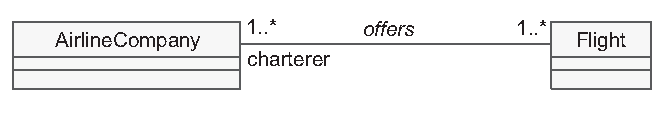 AirlineCompany
1..*
offers
1..*
Flight
charterer